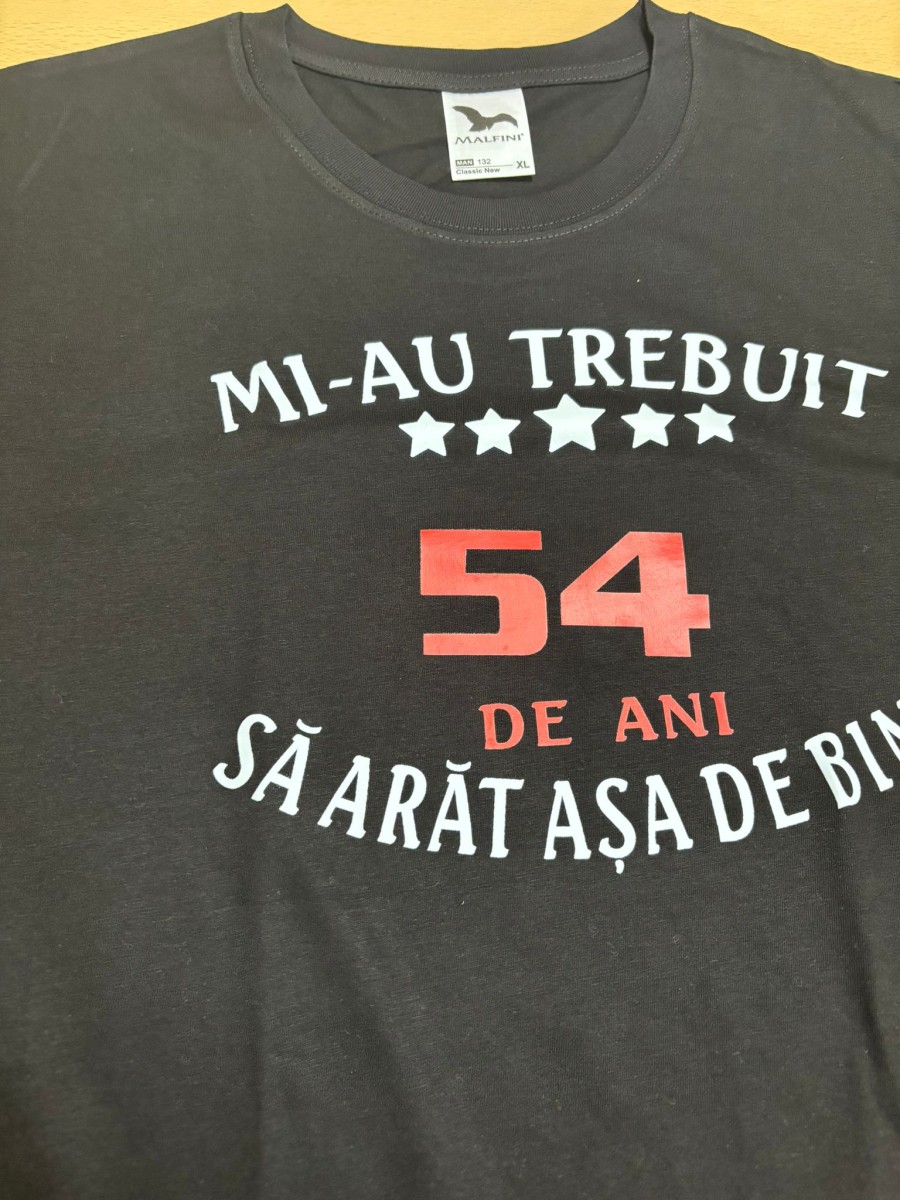 MALFINI®
MAN 132 XL
Classic New
MI-AU TREBUIT
54
DE ANI
SĂ ARĂT AȘA DE BIN